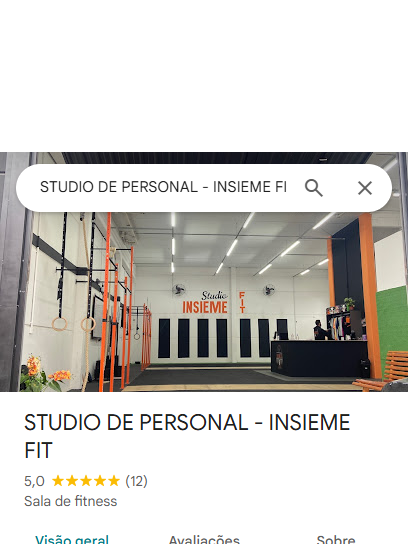 STUDIO DE PERSONAL - INSIEME FI
Studio
INSIEME
FIT
STUDIO DE PERSONAL - INSIEME
FIT
5,0 (12)
Sala de fitness
Visão geral Avaliações Sobre